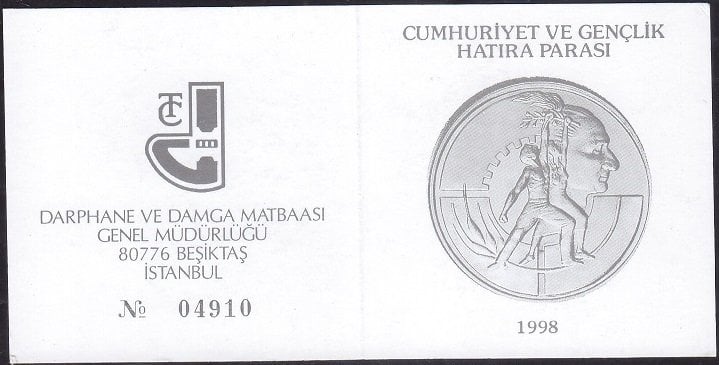 TC
DARPHANE VE DAMGA MATBAASI
GENEL MÜDÜRLÜĞÜ
80776 BEŞİKTAŞ
İSTANBUL
№ 04910
CUMHURİYET VE GENÇLİK
HATIRA PARASI
1998